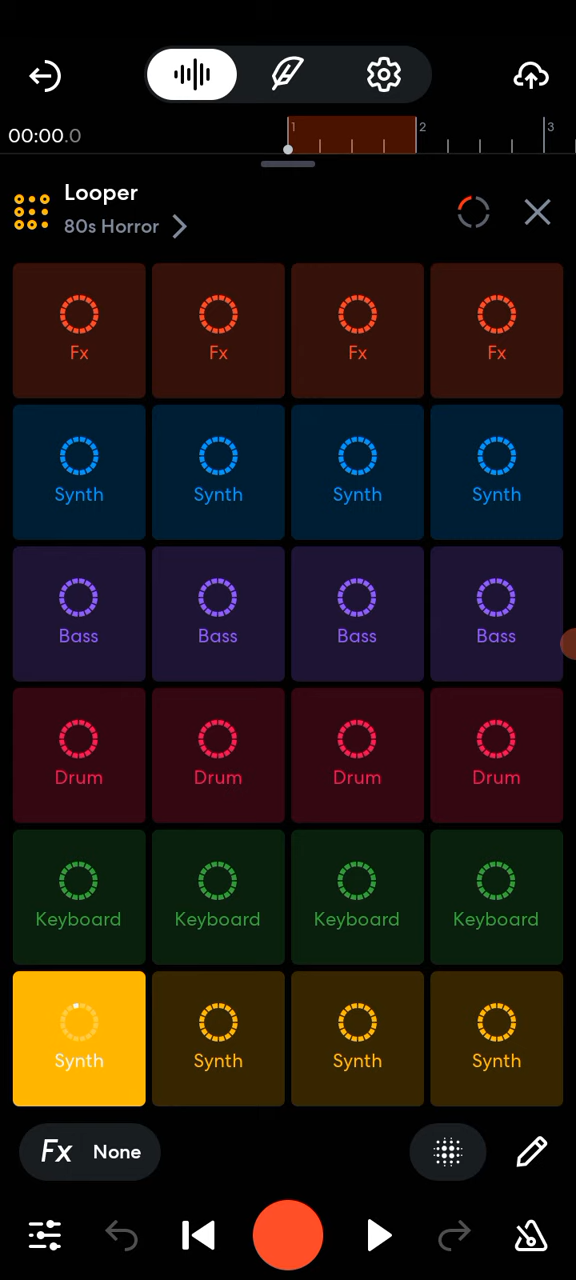 00:00.0
1
2
3
Looper
80s Horror
Fx Fx Fx Fx
Synth Synth Synth Synth
Bass Bass Bass Bass
Drum Drum Drum Drum
Keyboard Keyboard Keyboard Keyboard
Synth Synth Synth Synth
Fx None